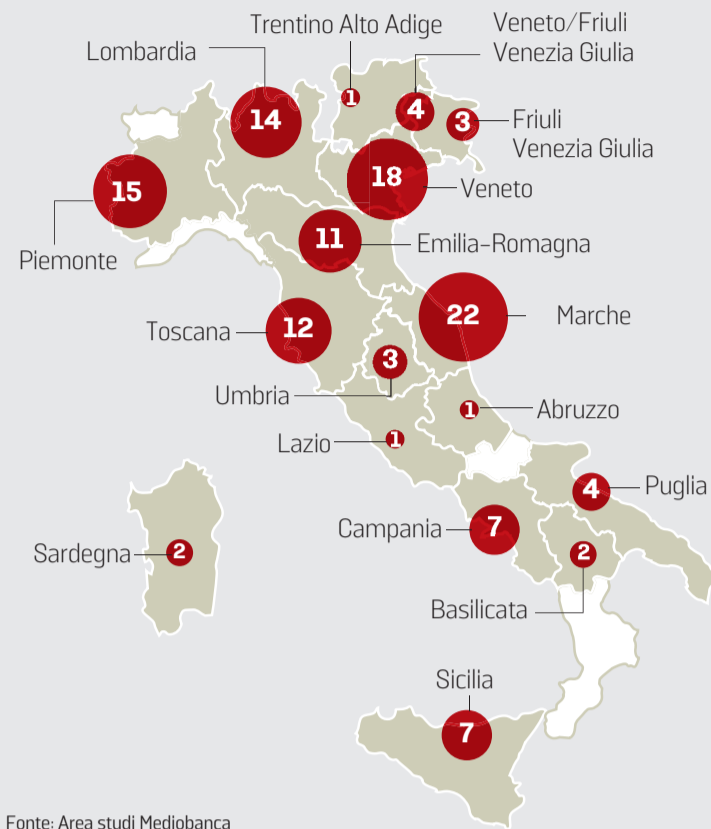 Trentino Alto Adige
1
Veneto/Friuli
Venezia Giulia
4
Lombardia
14
3
Friuli
Venezia Giulia
15
Piemonte
18
Veneto
11
Emilia-Romagna
12
Toscana
22
Marche
3
Umbria
1
Abruzzo
1
Lazio
4
Puglia
7
Campania
2
Sardegna
2
Basilicata
Sicilia
7
Fonte: Area studi Mediobanca